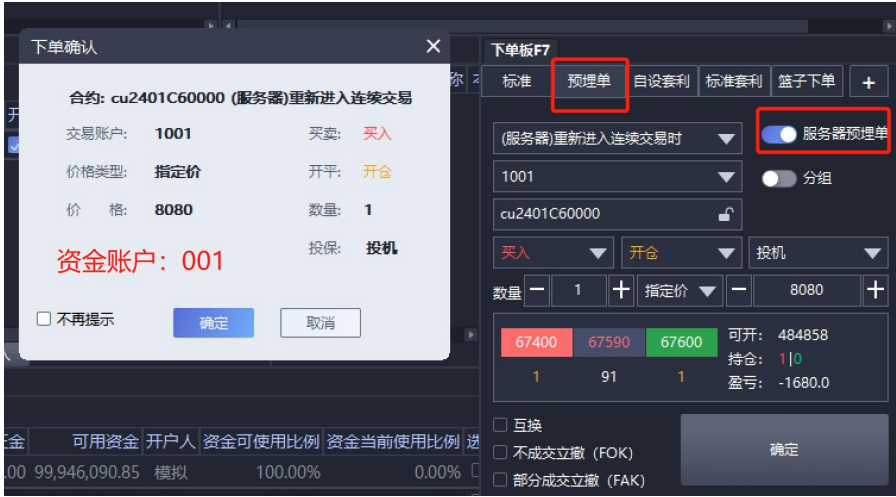 下单确认
合约: cu2401C60000 (服务器)重新进入连续交易
交易账户: 1001 买卖: 买入
价格类型: 指定价 开平: 开仓
价 格: 8080 数量: 1
投保: 投机
资金账户：001
不再提示 确定 取消
可用资金 开户人 资金可使用比例 资金当前使用比例
99,946,090.85 模拟 100.00% 0.00%
下单板F7
标准 预埋单 自设套利 标准套利 篮子下单 +
(服务器)重新进入连续交易时 服务器预埋单
1001 分组
cu2401C60000
买入 开仓 投机
数量 1 指定价 8080
67400 67590 67600 可开: 484858
1 91 1 持仓: 1|0
盈亏: -1680.0
互换
不成交立撤（FOK） 确定
部分成交立撤（FAK）